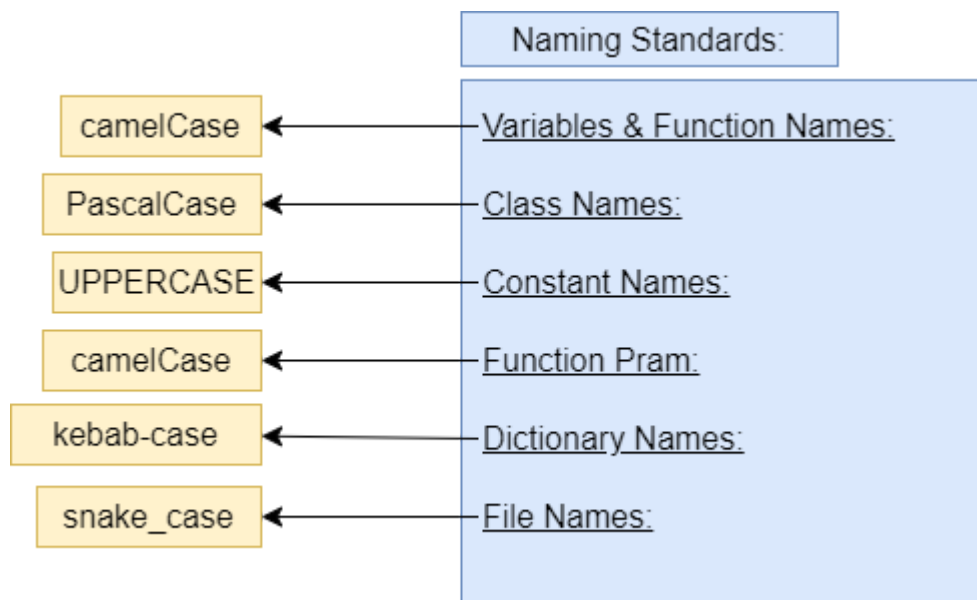 Naming Standards:
camelCase
Variables & Function Names:
PascalCase
Class Names:
UPPERCASE
Constant Names:
camelCase
Function Pram:
kebab-case
Dictionary Names:
snake_case
File Names: